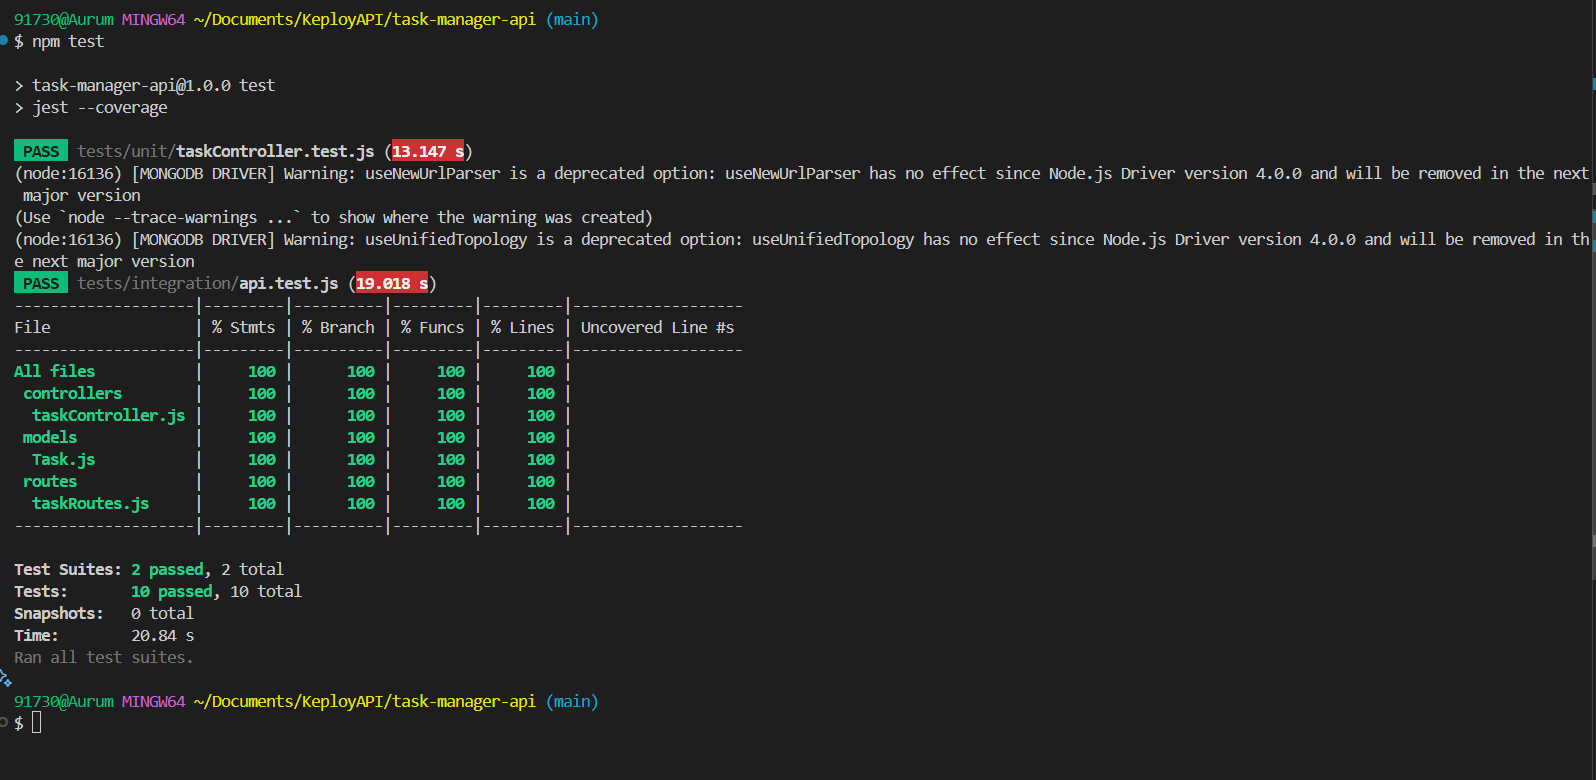 91730@Aurum MINGW64 ~/Documents/KeployAPI/task-manager-api (main)
$ npm test
> task-manager-api@1.0.0 test
> jest --coverage
PASS tests/unit/taskController.test.js (13.147 s)
(node:16136) [MONGODB DRIVER] Warning: useNewUrlParser is a deprecated option: useNewUrlParser has no effect since Node.js Driver version 4.0.0 and will be removed in the next
 major version
(Use `node --trace-warnings ...` to show where the warning was created)
(node:16136) [MONGODB DRIVER] Warning: useUnifiedTopology is a deprecated option: useUnifiedTopology has no effect since Node.js Driver version 4.0.0 and will be removed in th
e next major version
PASS tests/integration/api.test.js (19.018 s)
--------------------|---------|----------|---------|---------|-------------------
File                | % Stmts | % Branch | % Funcs | % Lines | Uncovered Line #s
--------------------|---------|----------|---------|---------|-------------------
All files           |     100 |      100 |     100 |     100 |
 controllers        |     100 |      100 |     100 |     100 |
  taskController.js |     100 |      100 |     100 |     100 |
 models             |     100 |      100 |     100 |     100 |
  Task.js           |     100 |      100 |     100 |     100 |
 routes             |     100 |      100 |     100 |     100 |
  taskRoutes.js     |     100 |      100 |     100 |     100 |
--------------------|---------|----------|---------|---------|-------------------
Test Suites: 2 passed, 2 total
Tests:       10 passed, 10 total
Snapshots:   0 total
Time:        20.84 s
Ran all test suites.
91730@Aurum MINGW64 ~/Documents/KeployAPI/task-manager-api (main)
$